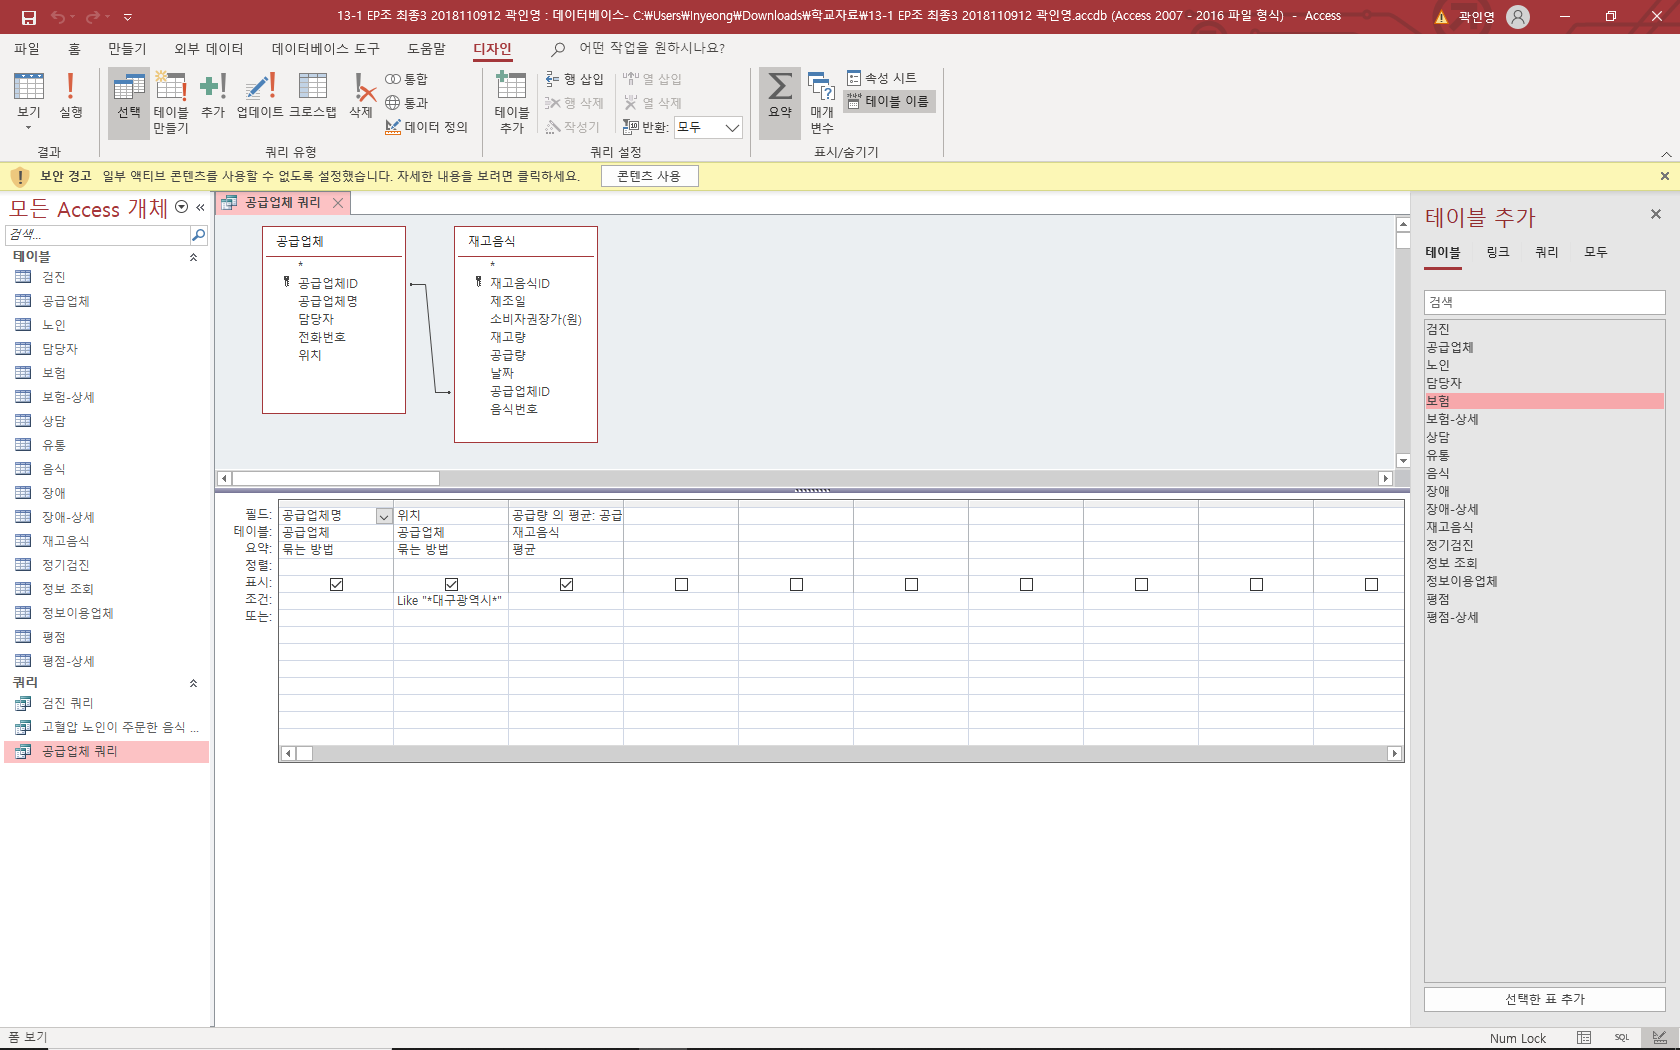 13-1 EP조 최종3 2018110912 곽인영 : 데이터베이스- C:₩Users₩Inyeong₩Downloads₩학교자료₩13-1 EP조 최종3 2018110912 곽인영.accdb (Access 2007 - 2016 파일 형식) - Access
곽인영
파일 홈 만들기 외부 데이터 데이터베이스 도구 도움말 디자인 어떤 작업을 원하시나요?
보기
실행
결과
선택
테이블
만들기
추가
업데이트
크로스탭
삭제
통합
통과
데이터 정의
쿼리 유형
테이블
추가
행 삽입
행 삭제
작성기
열 삽입
열 삭제
반환: 모두
쿼리 설정
요약
매개
변수
속성 시트
테이블 이름
표시/숨기기
보안 경고 일부 액티브 콘텐츠를 사용할 수 없도록 설정했습니다. 자세한 내용을 보려면 클릭하세요. 콘텐츠 사용
모든 Access 개체
검색...
테이블
검진
공급업체
노인
담당자
보험
보험-상세
상담
유통
음식
장애
장애-상세
재고음식
정기검진
정보 조회
정보이용업체
평점
평점-상세
쿼리
검진 쿼리
고혈압 노인이 주문한 음식 ...
공급업체 쿼리
공급업체 쿼리
공급업체
*
공급업체ID
공급업체명
담당자
전화번호
위치
재고음식
*
재고음식ID
제조일
소비자권장가(원)
재고량
공급량
날짜
공급업체ID
음식번호
필드: 공급업체명 위치 공급량 의 평균: 공급
테이블: 공급업체 공급업체 재고음식
요약: 묶는 방법 묶는 방법 평균
정렬:
표시:
조건: Like "*대구광역시*"
또는:
테이블 추가
테이블 링크 쿼리 모두
검색
검진
공급업체
노인
담당자
보험
보험-상세
상담
유통
음식
장애
장애-상세
재고음식
정기검진
정보 조회
정보이용업체
평점
평점-상세
선택한 표 추가
폼 보기
Num Lock
SQL